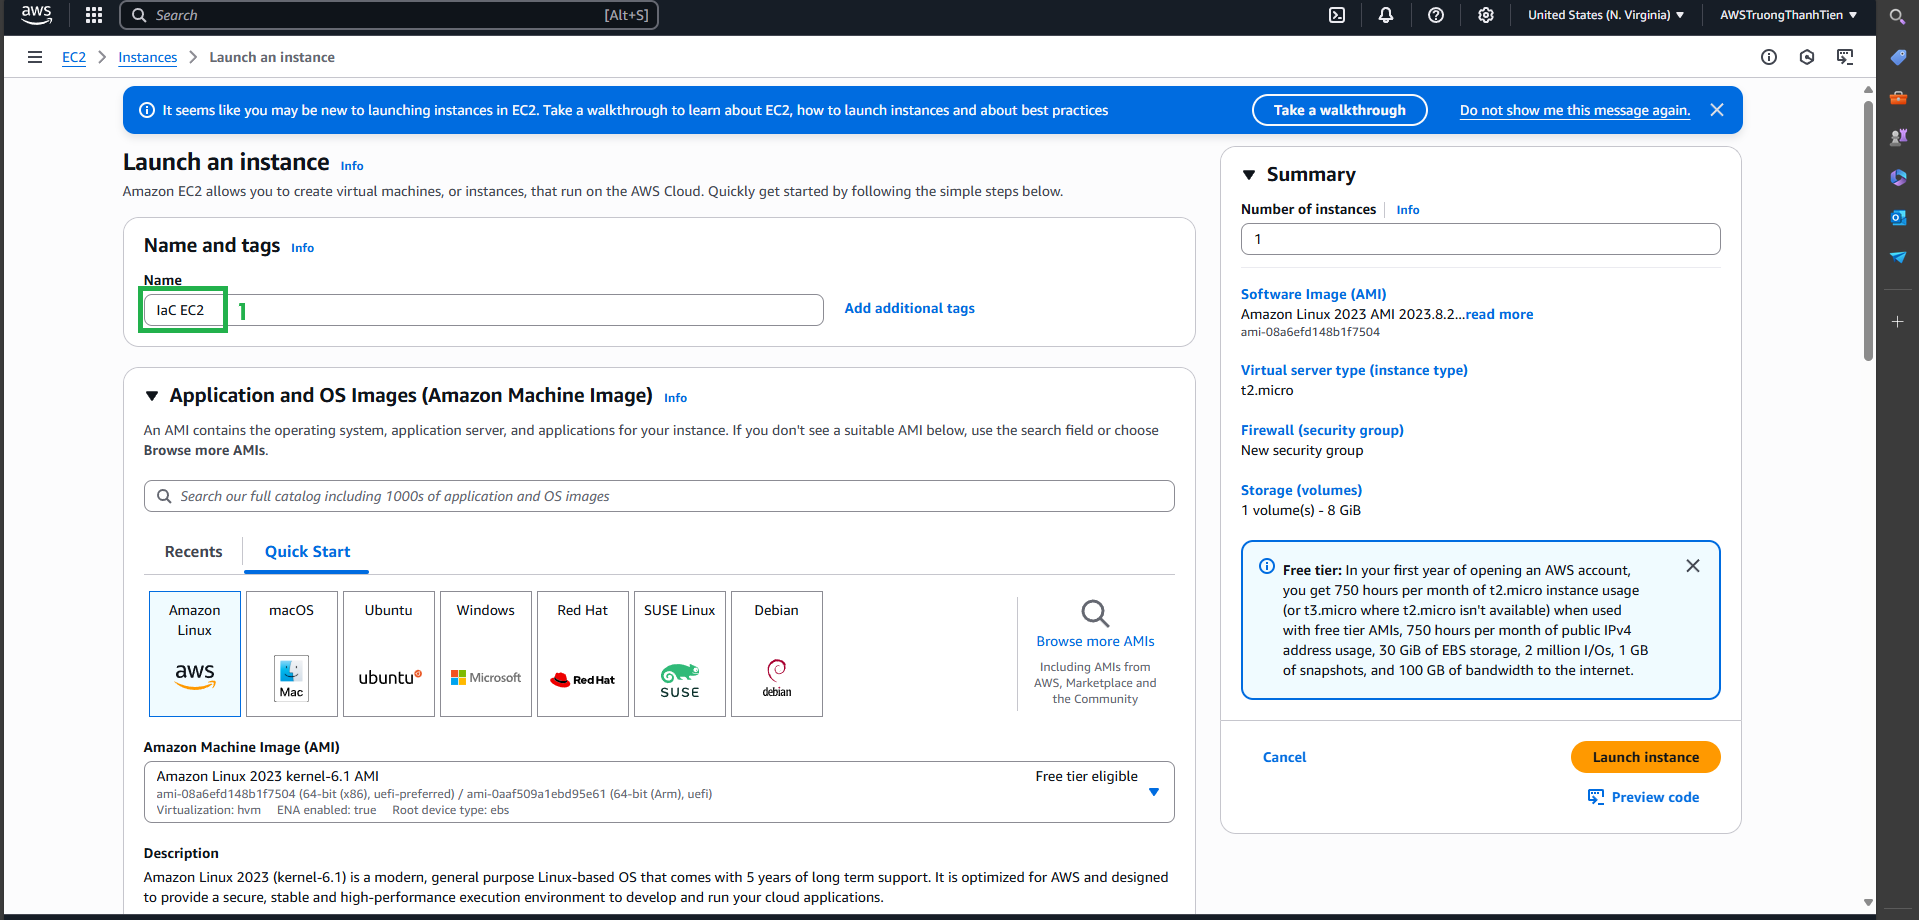 aws
Search
[Alt+S]
United States (N. Virginia)
AWSTruongThanhTien
EC2
Instances
Launch an instance
It seems like you may be new to launching instances in EC2. Take a walkthrough to learn about EC2, how to launch instances and about best practices
Take a walkthrough
Do not show me this message again.
Launch an instance Info
Amazon EC2 allows you to create virtual machines, or instances, that run on the AWS Cloud. Quickly get started by following the simple steps below.
Name and tags Info
Name
IaC EC2
1
Add additional tags
Application and OS Images (Amazon Machine Image) Info
An AMI contains the operating system, application server, and applications for your instance. If you don't see a suitable AMI below, use the search field or choose
Browse more AMIs.
Search our full catalog including 1000s of application and OS images
Recents
Quick Start
Amazon
Linux
aws
macOS
Mac
Ubuntu
ubuntu
Windows
Microsoft
Red Hat
Red Hat
SUSE Linux
SUSE
Debian
debian
Browse more AMIs
Including AMIs from
AWS, Marketplace and
the Community
Amazon Machine Image (AMI)
Amazon Linux 2023 kernel-6.1 AMI
Free tier eligible
ami-08a6efd148b1f7504 (64-bit (x86), uefi-preferred) / ami-0aaf509a1ebd95e61 (64-bit (Arm), uefi)
Virtualization: hvm ENA enabled: true Root device type: ebs
Description
Amazon Linux 2023 (kernel-6.1) is a modern, general purpose Linux-based OS that comes with 5 years of long term support. It is optimized for AWS and designed
to provide a secure, stable and high-performance execution environment to develop and run your cloud applications.
Summary
Number of instances Info
1
Software Image (AMI)
Amazon Linux 2023 AMI 2023.8.2...read more
ami-08a6efd148b1f7504
Virtual server type (instance type)
t2.micro
Firewall (security group)
New security group
Storage (volumes)
1 volume(s) - 8 GiB
Free tier: In your first year of opening an AWS account,
you get 750 hours per month of t2.micro instance usage
(or t3.micro where t2.micro isn't available) when used
with free tier AMIs, 750 hours per month of public IPv4
address usage, 30 GiB of EBS storage, 2 million I/Os, 1 GB
of snapshots, and 100 GB of bandwidth to the internet.
Cancel
Launch instance
Preview code